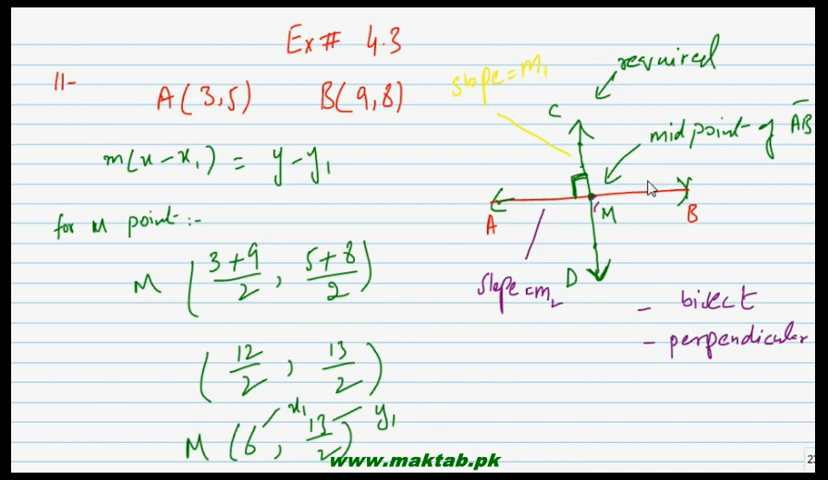 Ex# 4.3
11-
A(3,5) B(9,8)
m(x-x₁) = y-y₁
for M point:-
M (3+9/2, 5+8/2)
(12/2, 13/2)
x₁ y₁
M (6, 13/2)
slope=m₁
required
C
midpoint of AB
A M B
slope=m₂ D
- bisect
- perpendicular
www.maktab.pk